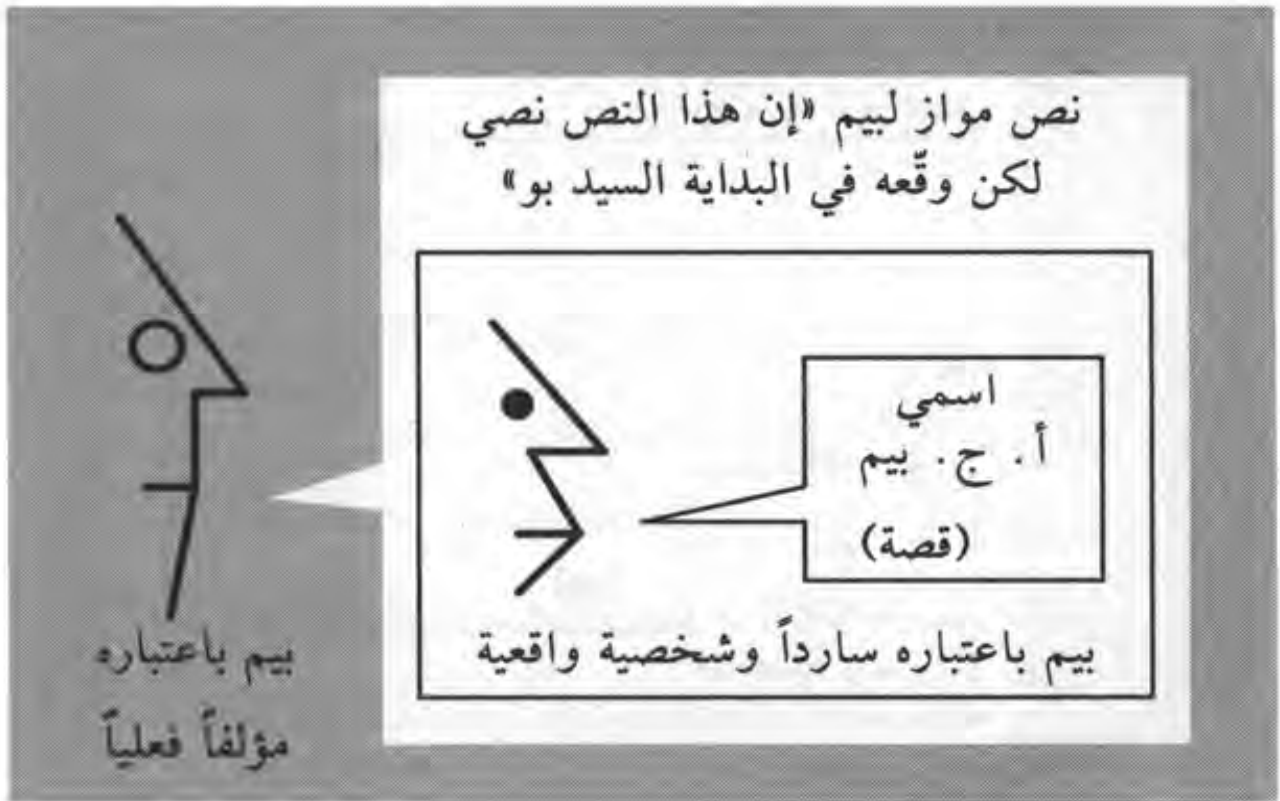 نص مواز لبيم «إن هذا النص نصي
لكن وقّعه في البداية السيد بو»
اسمي
أ. ج. بيم
(قصة)
بيم باعتباره سارداً وشخصية واقعية
بيم باعتباره
مؤلفاً فعلياً